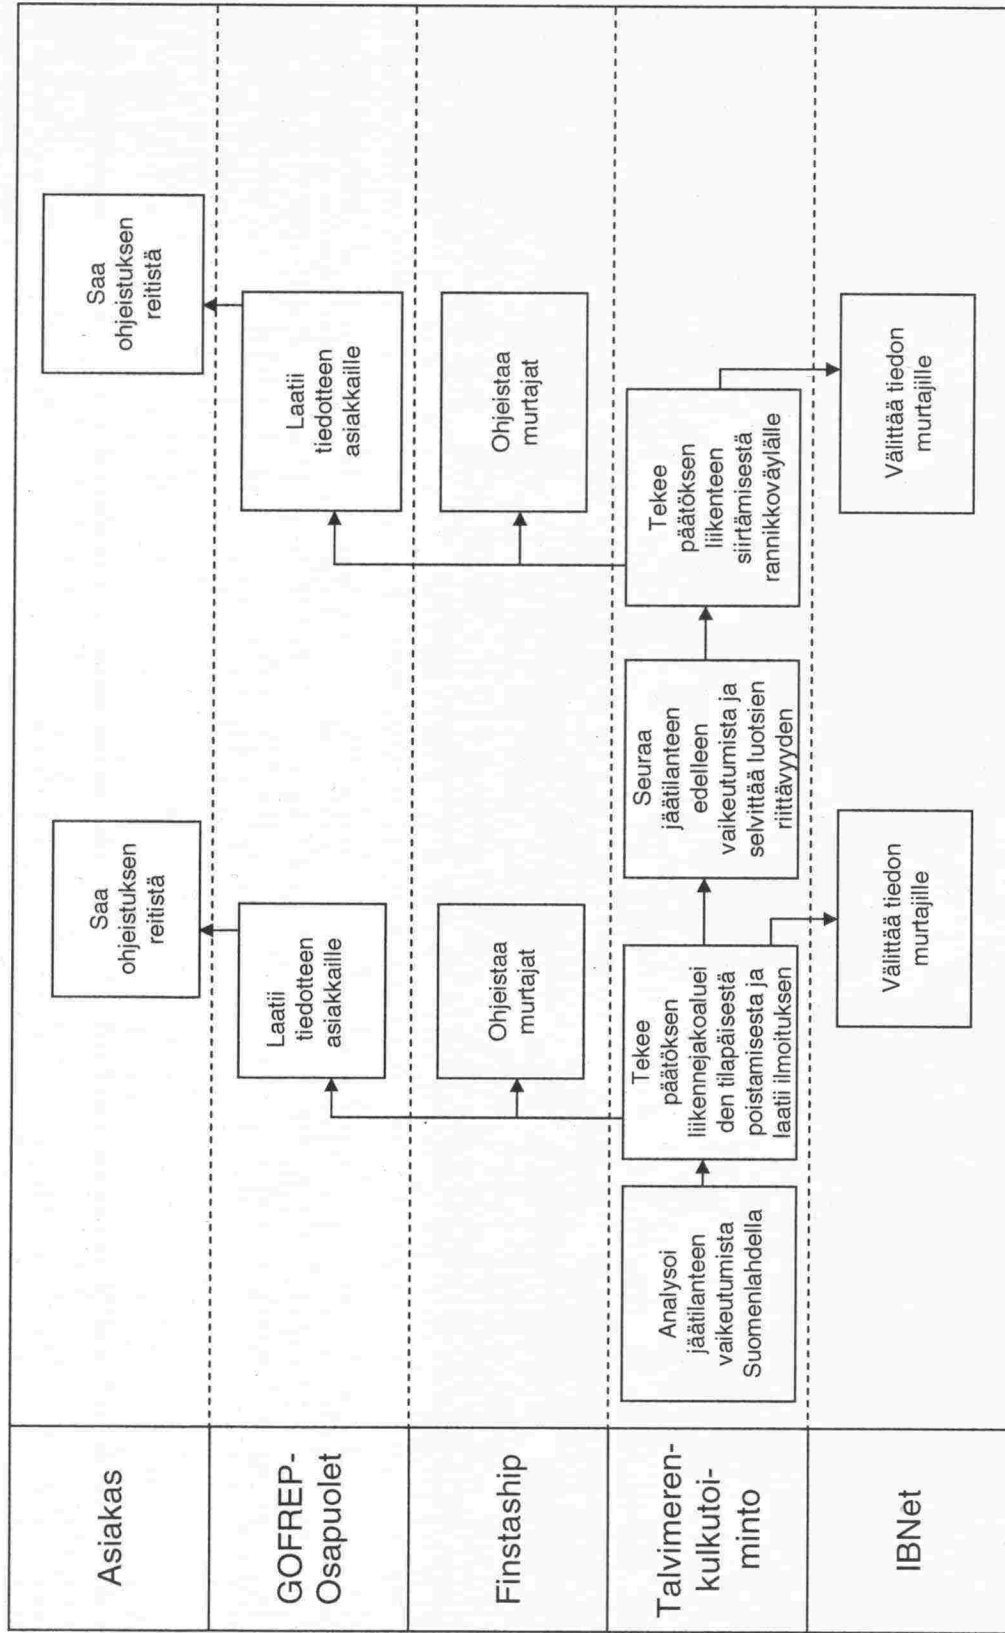 Asiakas
Saa
ohjeistuksen
reitistä
Saa
ohjeistuksen
reitistä
GOFREP-
Osapuolet
Laatii
tiedotteen
asiakkaille
Laatii
tiedotteen
asiakkaille
Finstaship
Ohjeistaa
murtajat
Ohjeistaa
murtajat
Talvimeren-
kulkutoi-
minto
Analysoi
jäätilanteen
vaikeutumista
Suomenlahdella
Tekee
päätöksen
liikennejakoaluei
den tilapäisestä
poistamisesta ja
laatii ilmoituksen
Seuraa
jäätilanteen
edelleen
vaikeutumista ja
selvittää luotsien
riittävyyden
Tekee
päätöksen
liikenteen
siirtämisestä
rannikkoväylälle
IBNet
Välittää tiedon
murtajille
Välittää tiedon
murtajille